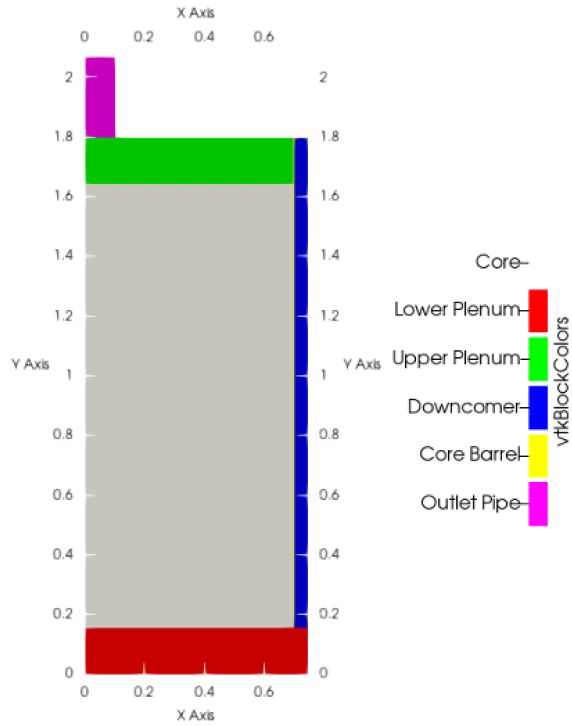 X Axis
0 0.2 0.4 0.6
2 2
1.8 1.8
1.6 1.6
1.4 1.4
1.2 1.2
Y Axis 1 1 Y Axis
0.8 0.8
0.6 0.6
0.4 0.4
0.2 0.2
0 0
0 0.2 0.4 0.6
X Axis
Core
Lower Plenum
Upper Plenum
Downcomer
Core Barrel
Outlet Pipe
vtkBlockColors